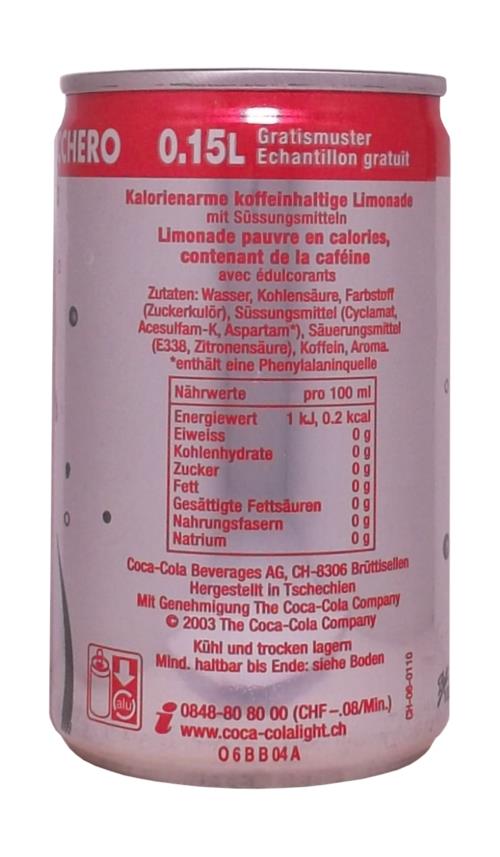 CHERO
0.15L Gratismuster
Echantillon gratuit
Kalorienarme koffeinhaltige Limonade
mit Süssungsmitteln
Limonade pauvre en calories,
contenant de la caféine
avec édulcorants
Zutaten: Wasser, Kohlensäure, Farbstoff
(Zuckerkulör), Süssungsmittel (Cyclamat,
Acesulfam-K, Aspartam*), Säuerungsmittel
(E338, Zitronensäure), Koffein, Aroma.
*enthält eine Phenylalaninquelle
Nährwerte pro 100 ml
Energiewert 1 kJ, 0.2 kcal
Eiweiss 0 g
Kohlenhydrate 0 g
Zucker 0 g
Fett 0 g
Gesättigte Fettsäuren 0 g
Nahrungsfasern 0 g
Natrium 0 g
Coca-Cola Beverages AG, CH-8306 Brüttisellen
Hergestellt in Tschechien
Mit Genehmigung The Coca-Cola Company
© 2003 The Coca-Cola Company
Kühl und trocken lagern
Mind. haltbar bis Ende: siehe Boden
alu
i 0848-80 80 00 (CHF –.08/Min.)
www.coca-colalight.ch
O6BB04A
CH-06-0110